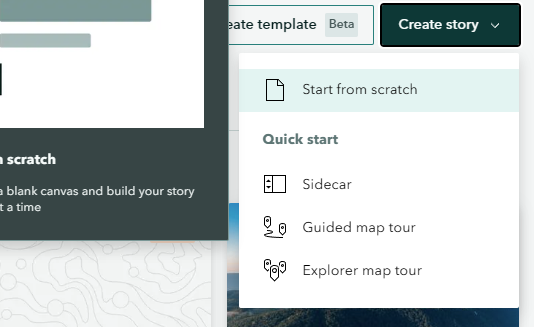 eate template Beta
Create story
Start from scratch
Quick start
Sidecar
Guided map tour
Explorer map tour
scratch
a blank canvas and build your story
t a time